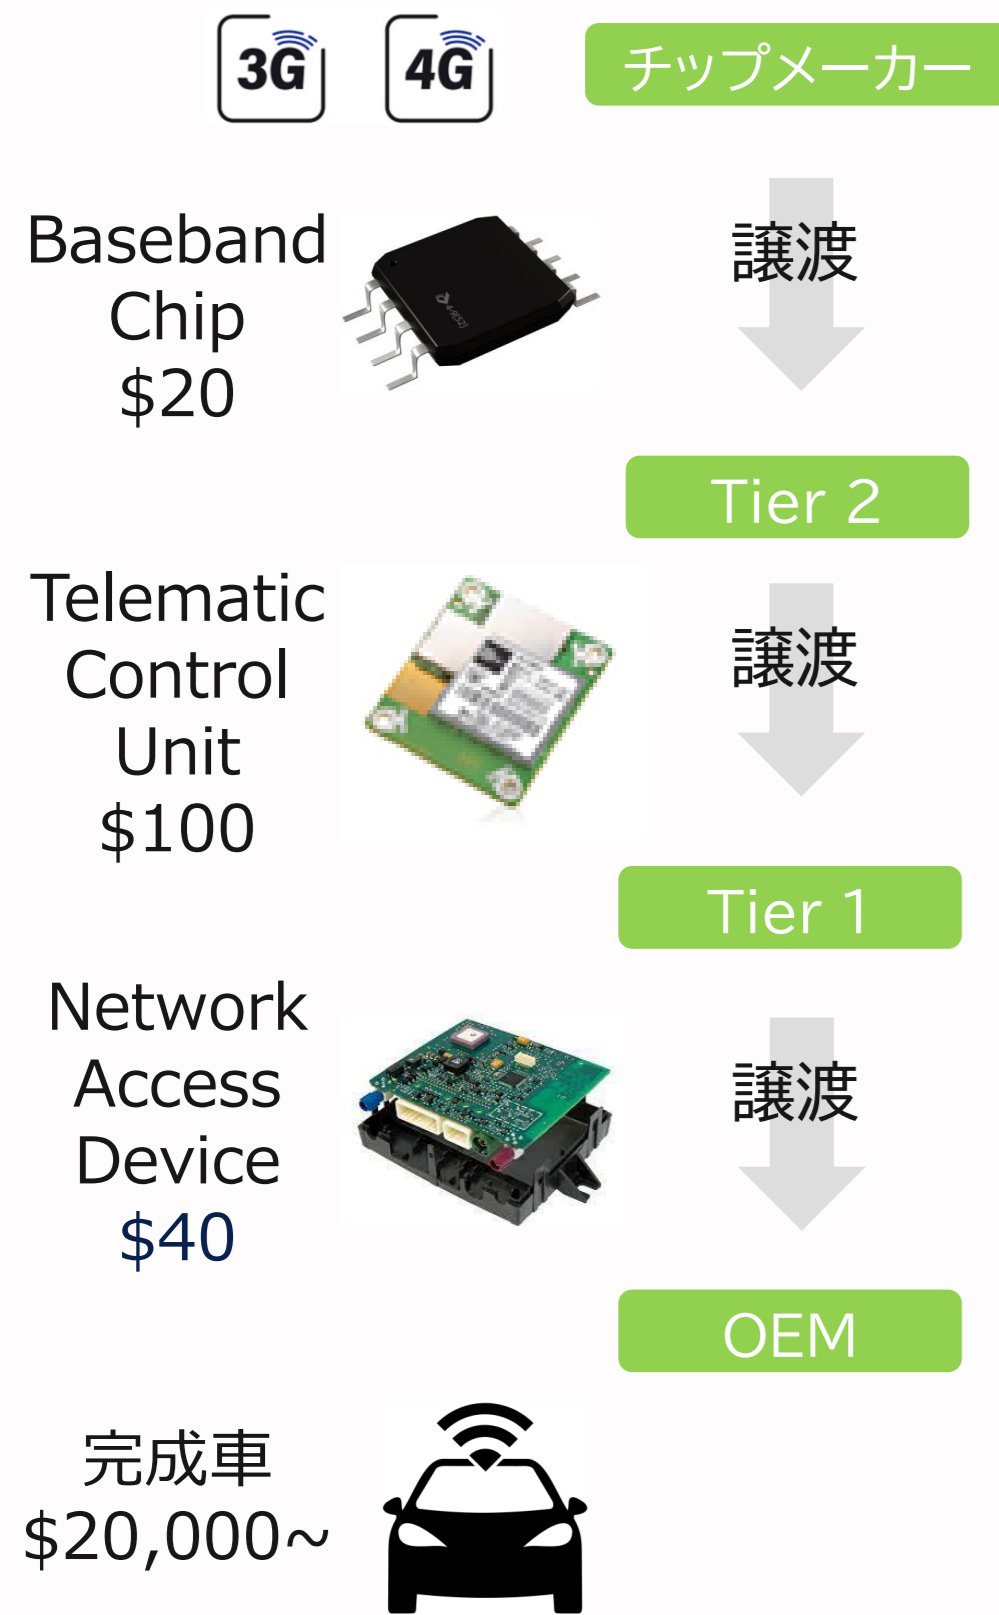 3G
4G
チップメーカー
Baseband
Chip
$20
譲渡
Tier 2
Telematic
Control
Unit
$100
譲渡
Tier 1
Network
Access
Device
$40
譲渡
OEM
完成車
$20,000~